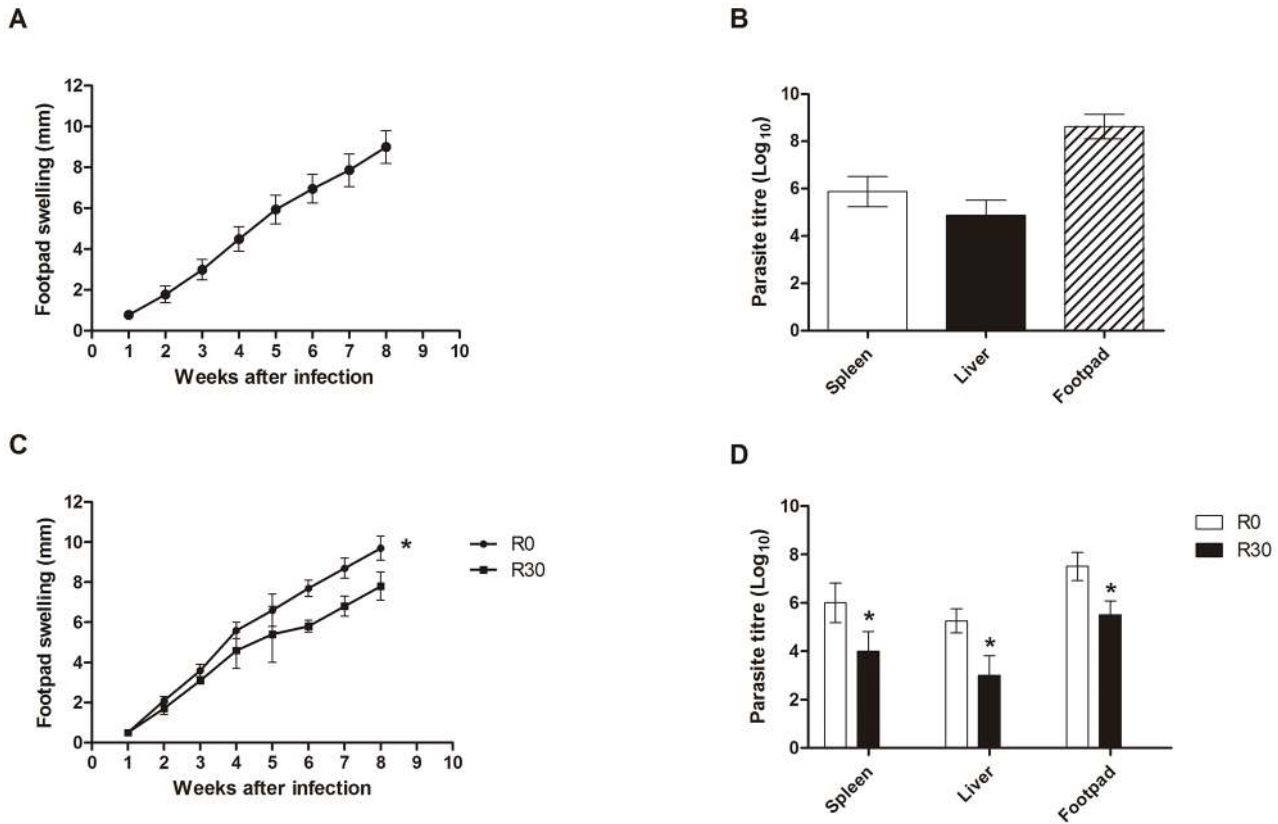 A
Footpad swelling (mm)
12
10
8
6
4
2
0
0 1 2 3 4 5 6 7 8 9 10
Weeks after infection
B
Parasite titre (Log10)
10
8
6
4
2
0
Spleen
Liver
Footpad
C
Footpad swelling (mm)
12
10
8
6
4
2
0
*
R0
R30
0 1 2 3 4 5 6 7 8 9 10
Weeks after infection
D
Parasite titre (Log10)
10
8
6
4
2
0
* * *
R0
R30
Spleen
Liver
Footpad